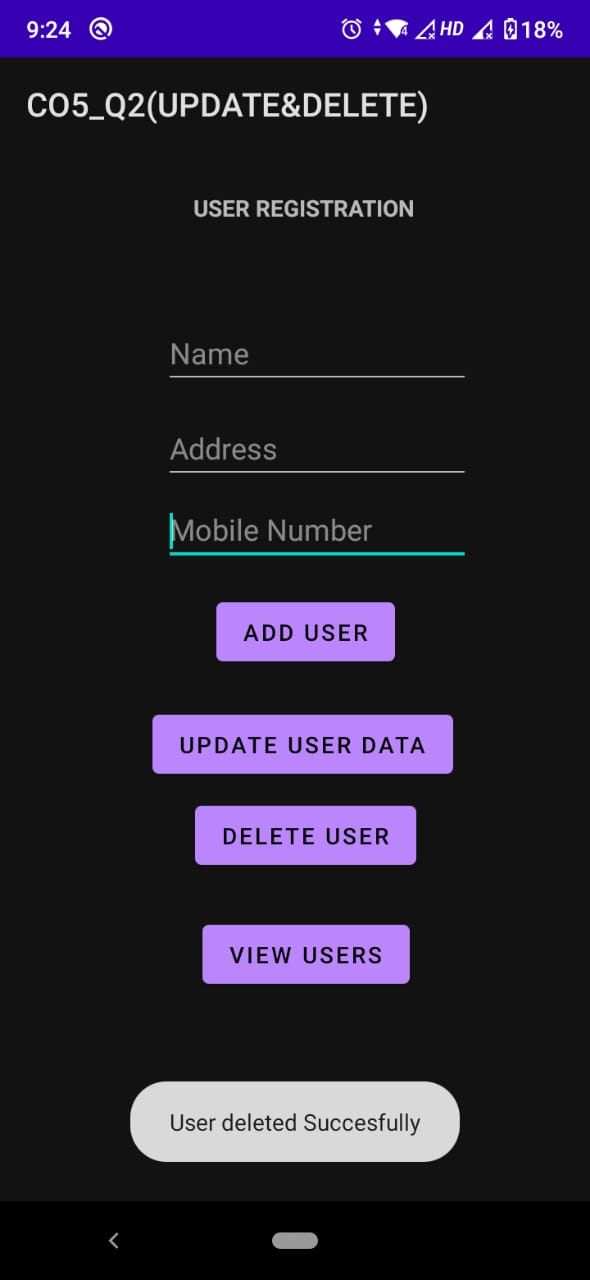 9:24 HD 18%
CO5_Q2(UPDATE&DELETE)
USER REGISTRATION
Name
Address
Mobile Number
ADD USER
UPDATE USER DATA
DELETE USER
VIEW USERS
User deleted Succesfully